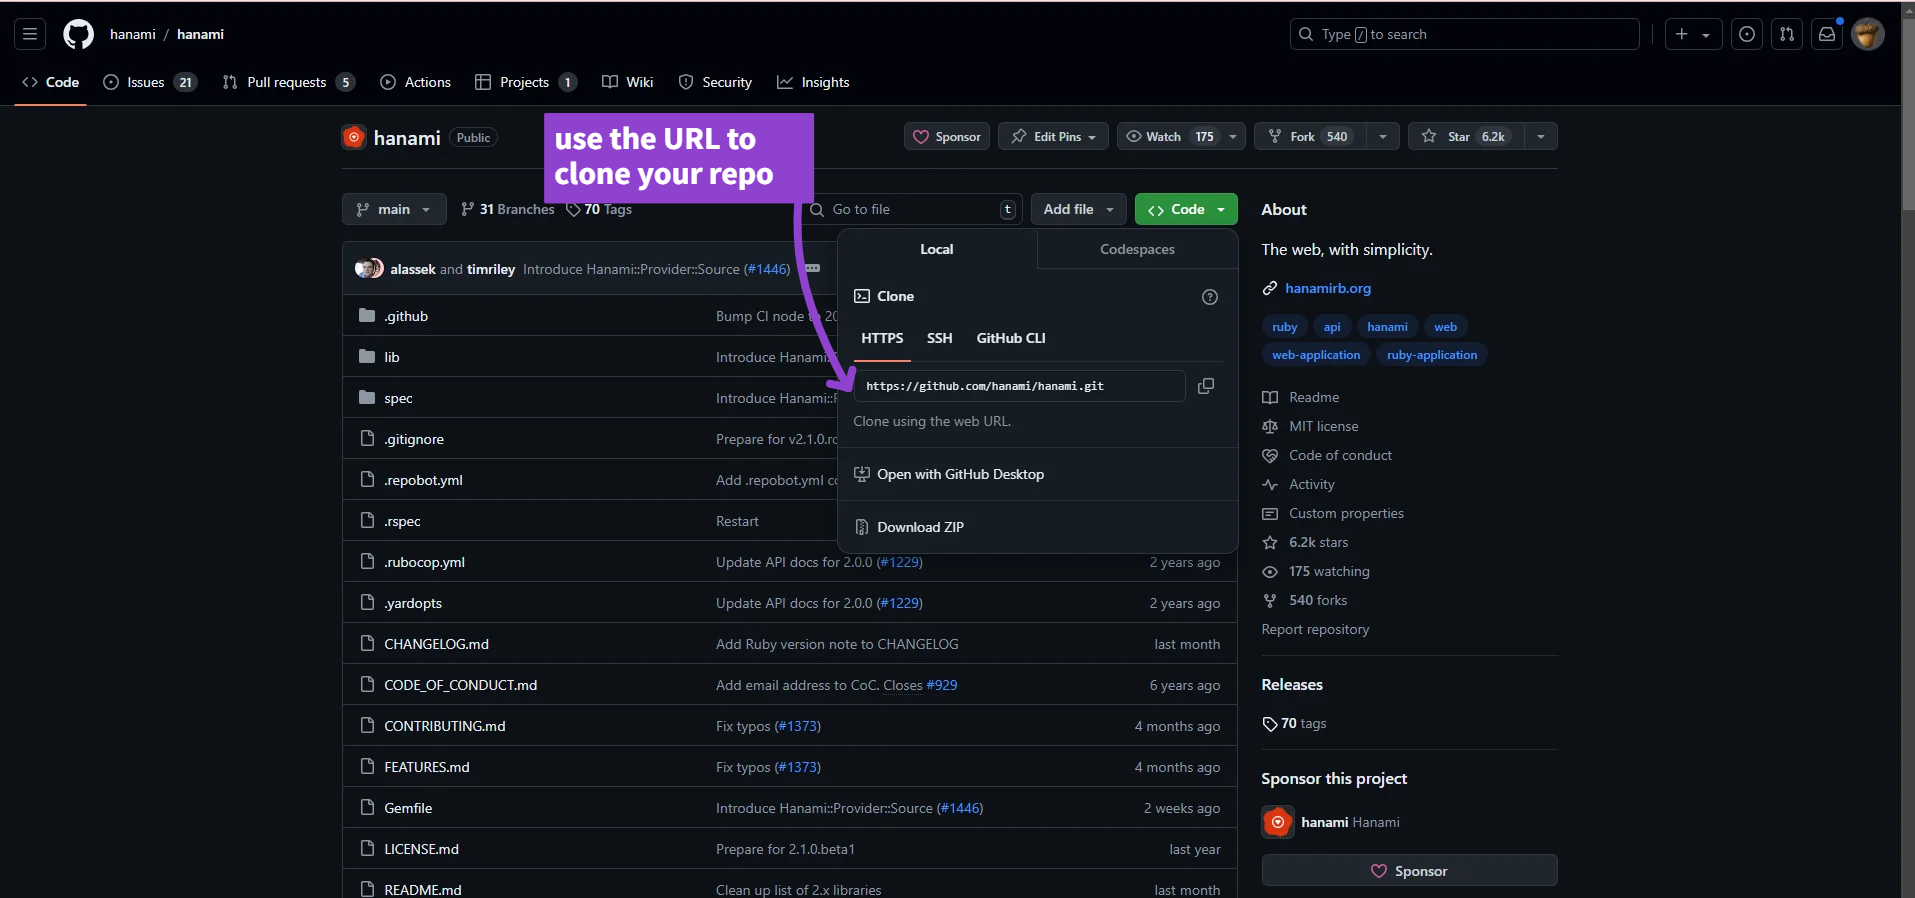 hanami / hanami
Type / to search
Code
Issues 21
Pull requests 5
Actions
Projects 1
Wiki
Security
Insights
hanami Public
use the URL to
clone your repo
Sponsor
Edit Pins
Watch 175
Fork 540
Star 6.2k
main
31 Branches
70 Tags
Go to file t
Add file
Code
alassek and timriley Introduce Hanami::Provider::Source (#1446)
.github Bump CI node to 20
lib Introduce Hanami:
spec Introduce Hanami::
.gitignore Prepare for v2.1.0.rc
.repobot.yml Add .repobot.yml co
.rspec Restart
.rubocop.yml Update API docs for 2.0.0 (#1229) 2 years ago
.yardopts Update API docs for 2.0.0 (#1229) 2 years ago
CHANGELOG.md Add Ruby version note to CHANGELOG last month
CODE_OF_CONDUCT.md Add email address to CoC. Closes #929 6 years ago
CONTRIBUTING.md Fix typos (#1373) 4 months ago
FEATURES.md Fix typos (#1373) 4 months ago
Gemfile Introduce Hanami::Provider::Source (#1446) 2 weeks ago
LICENSE.md Prepare for 2.1.0.beta1 last year
README.md Clean up list of 2.x libraries last month
Local
Codespaces
Clone
HTTPS SSH GitHub CLI
https://github.com/hanami/hanami.git
Clone using the web URL.
Open with GitHub Desktop
Download ZIP
About
The web, with simplicity.
hanamirb.org
ruby api hanami web
web-application ruby-application
Readme
MIT license
Code of conduct
Activity
Custom properties
6.2k stars
175 watching
540 forks
Report repository
Releases
70 tags
Sponsor this project
hanami Hanami
Sponsor